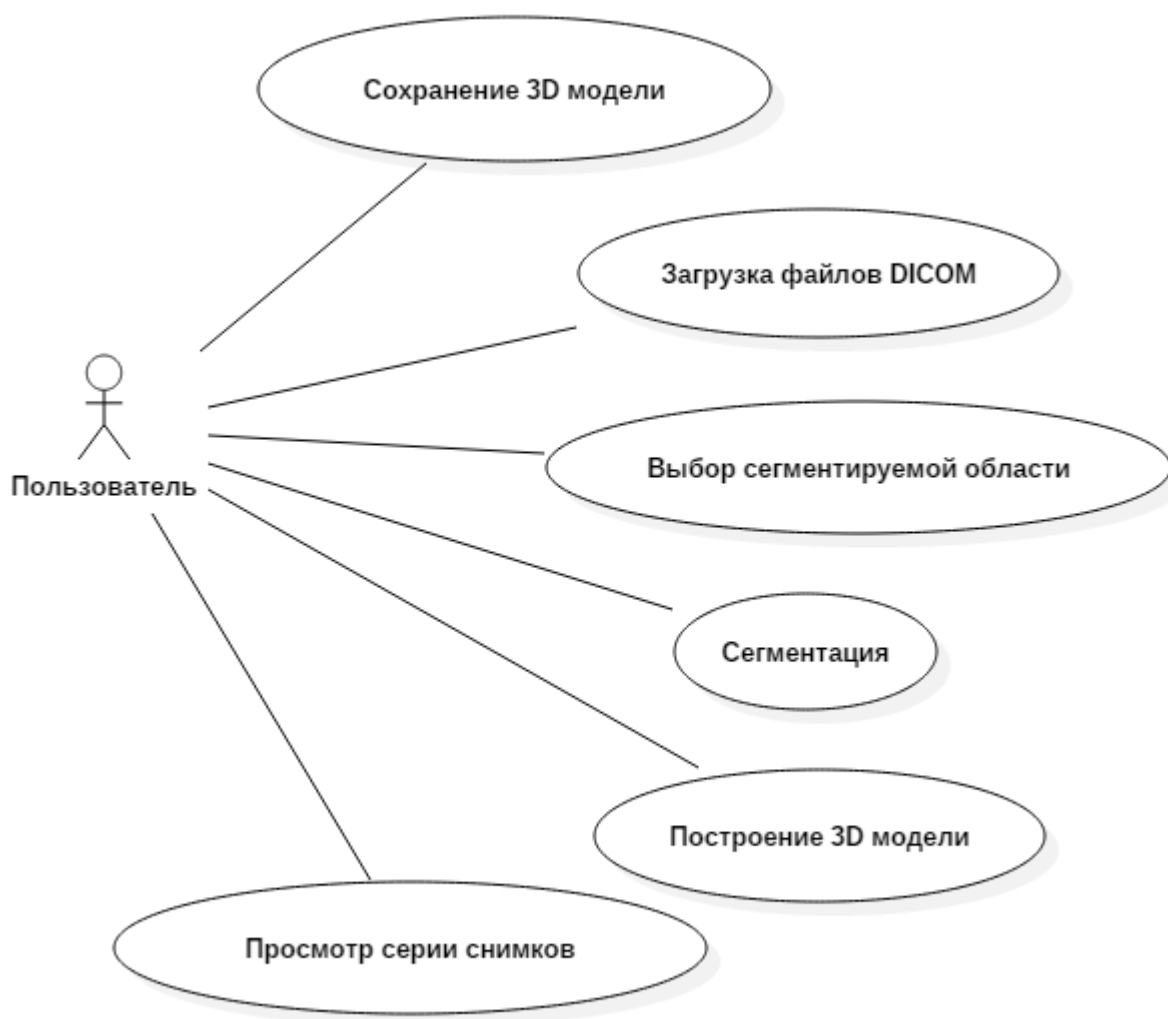 Сохранение 3D модели
Загрузка файлов DICOM
Выбор сегментируемой области
Пользователь
Сегментация
Построение 3D модели
Просмотр серии снимков